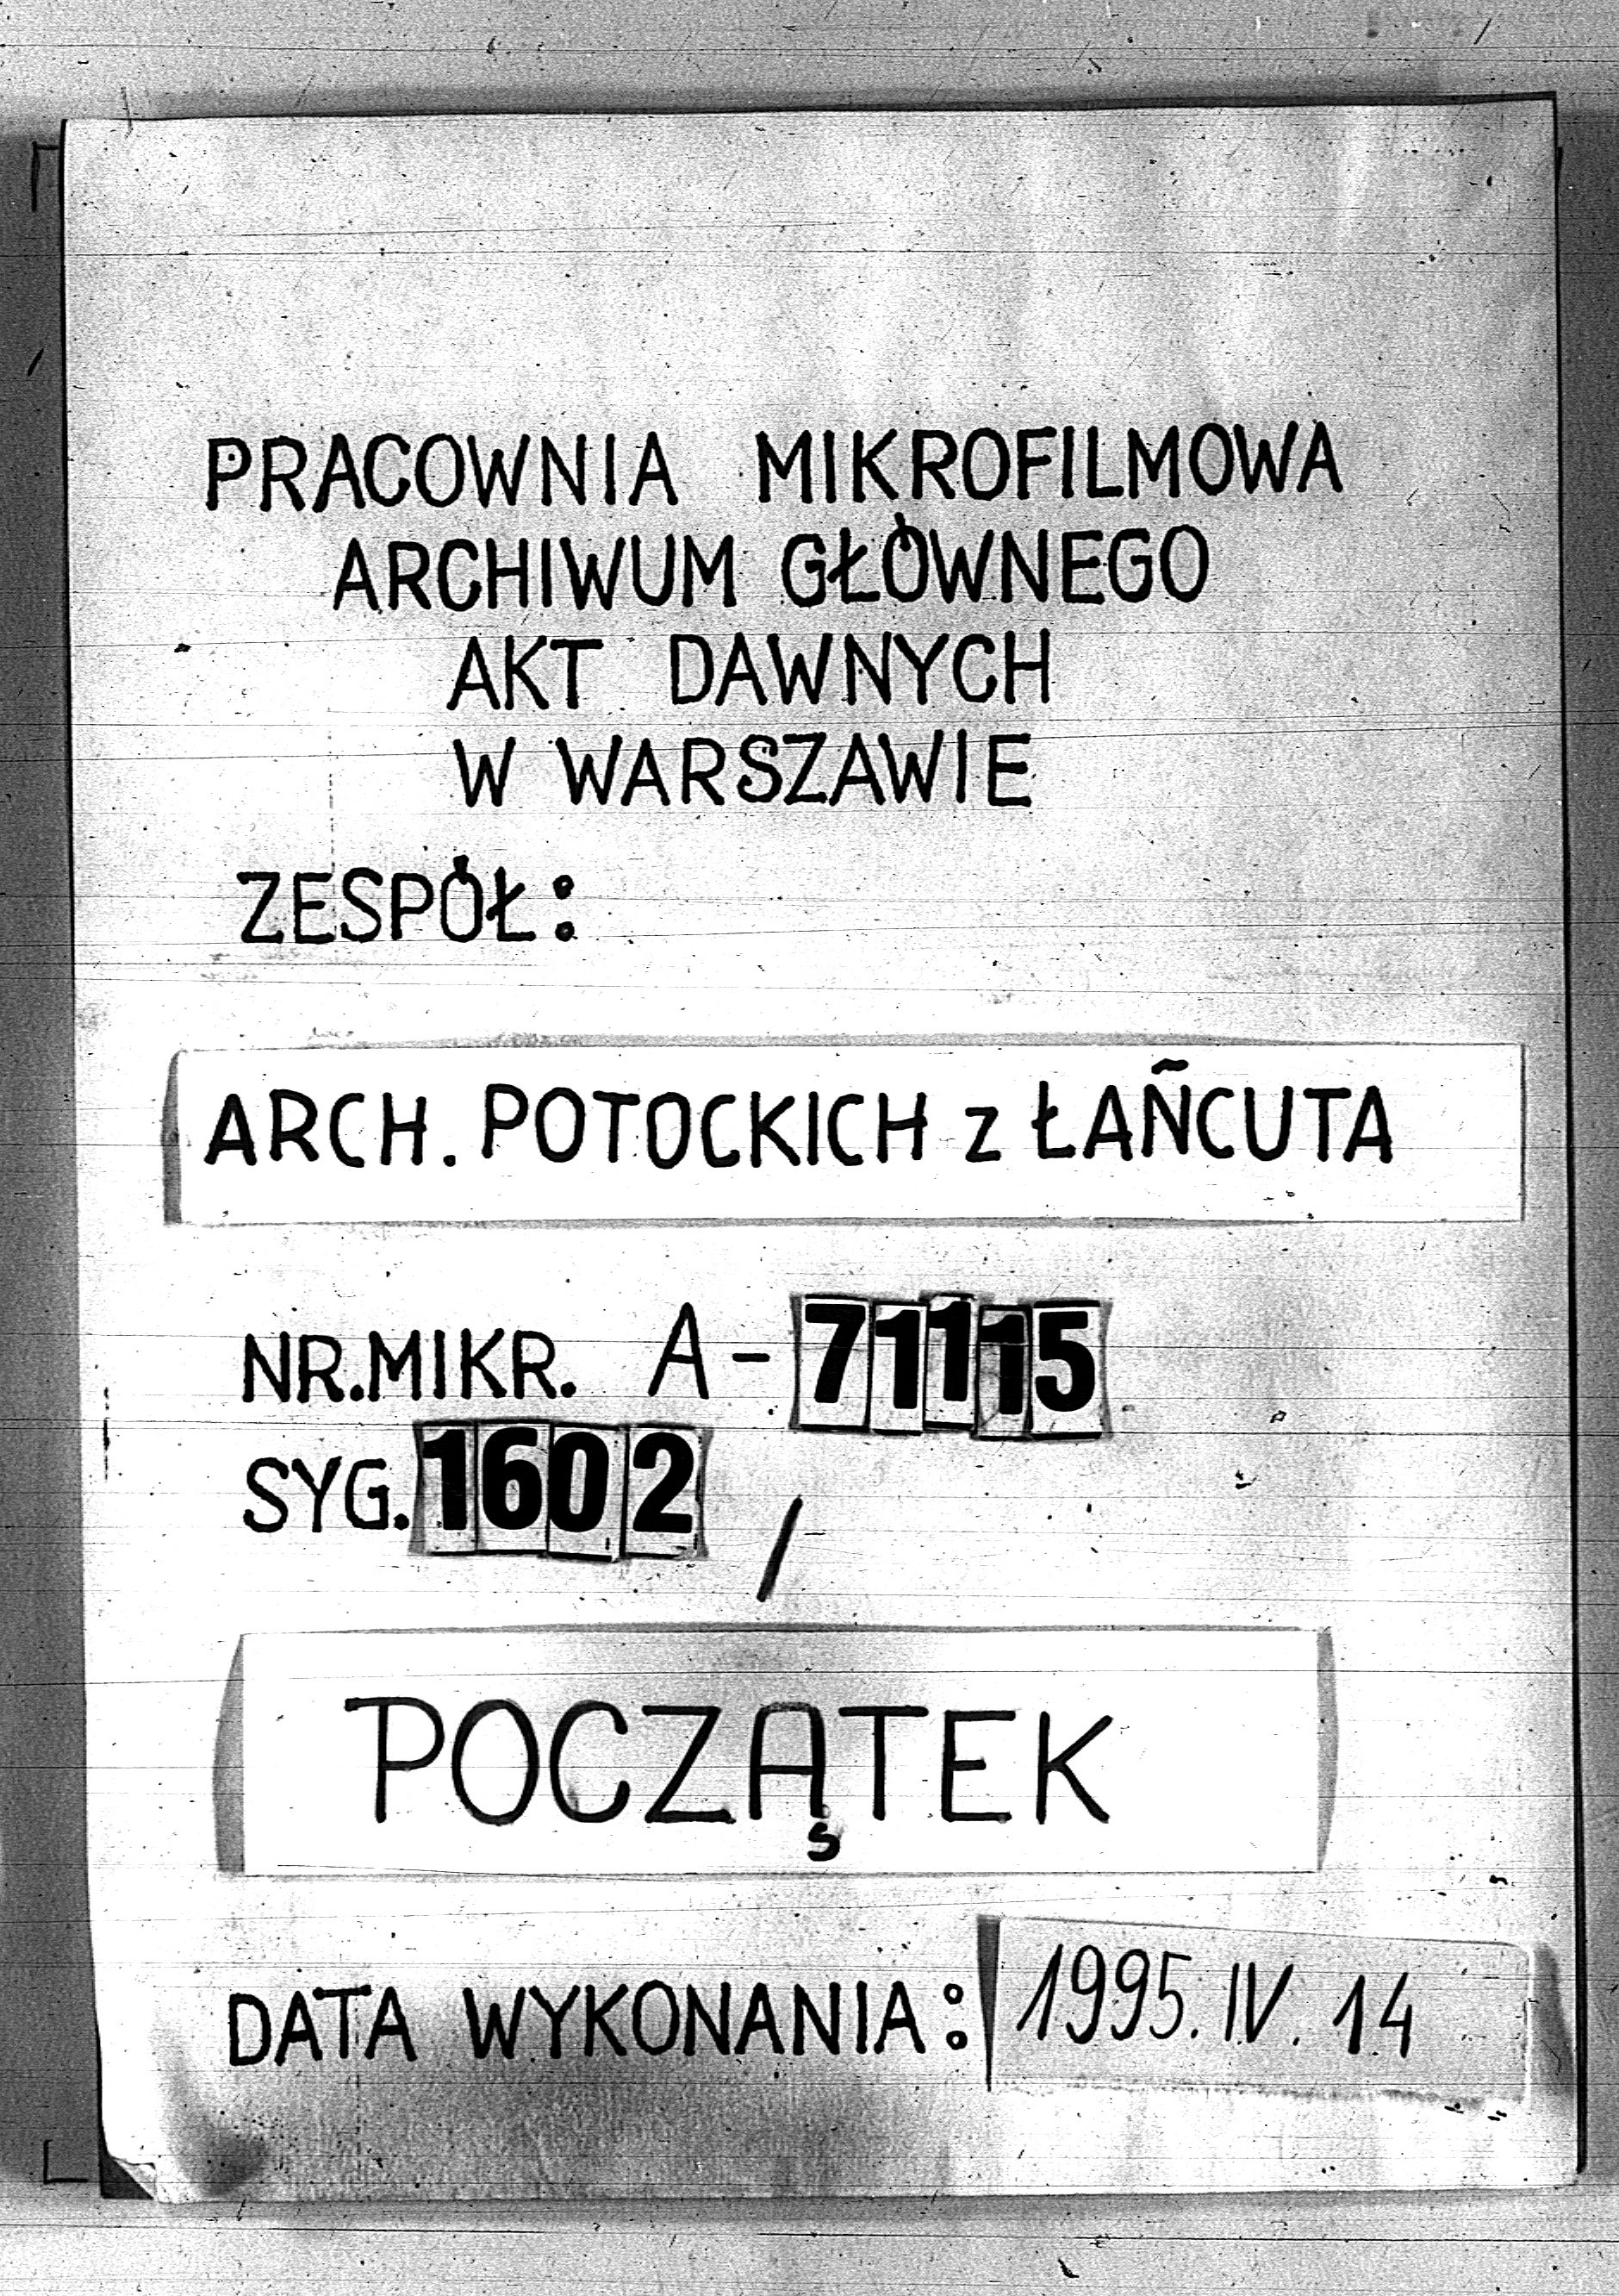 PRACOWNIA MIKROFILMOWA
ARCHIWUM GŁÓWNEGO
AKT DAWNYCH
W WARSZAWIE
ZESPÓŁ:
ARCH. POTOCKICH z ŁAŃCUTA
NR.MIKR. A-71115
SYG. 1602 /
POCZĄTEK
DATA WYKONANIA: 1995.IV.14